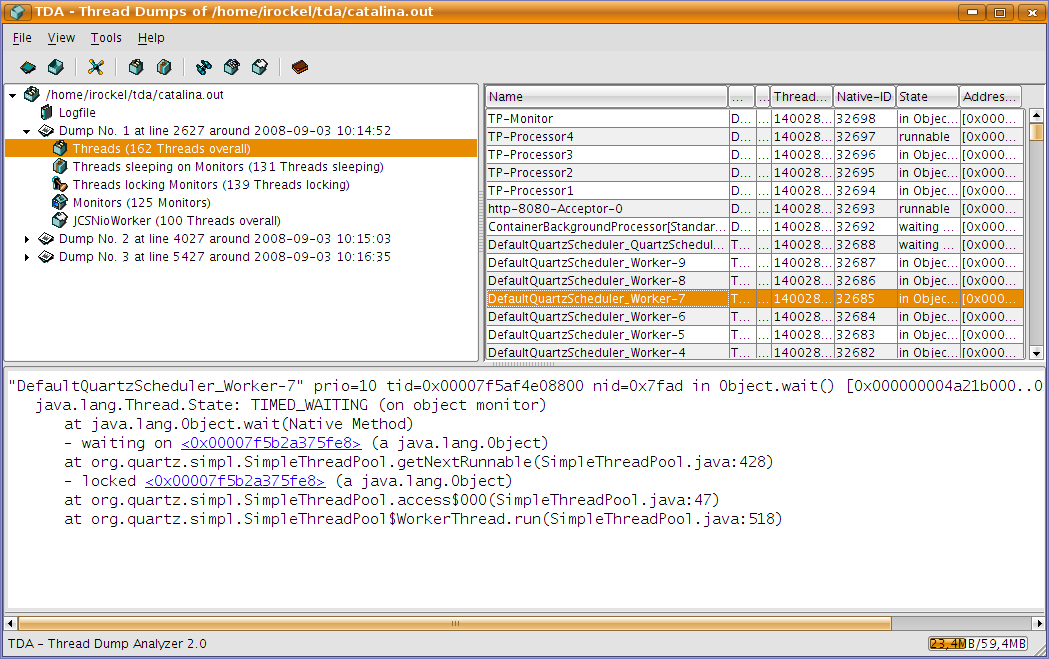 TDA - Thread Dumps of /home/irockel/tda/catalina.out
File View Tools Help
/home/irockel/tda/catalina.out
Logfile
Dump No. 1 at line 2627 around 2008-09-03 10:14:52
Threads (162 Threads overall)
Threads sleeping on Monitors (131 Threads sleeping)
Threads locking Monitors (139 Threads locking)
Monitors (125 Monitors)
JCSNioWorker (100 Threads overall)
Dump No. 2 at line 4027 around 2008-09-03 10:15:03
Dump No. 3 at line 5427 around 2008-09-03 10:16:35
Name ... ... Thread... Native-ID State Addres...
TP-Monitor D... ... 140028... 32698 in Objec... [0x000...
TP-Processor4 D... ... 140028... 32697 runnable [0x000...
TP-Processor3 D... ... 140028... 32696 in Objec... [0x000...
TP-Processor2 D... ... 140028... 32695 in Objec... [0x000...
TP-Processor1 D... ... 140028... 32694 in Objec... [0x000...
http-8080-Acceptor-0 D... ... 140028... 32693 runnable [0x000...
ContainerBackgroundProcessor[Standar... D... ... 140028... 32692 waiting ... [0x000...
DefaultQuartzScheduler_QuartzSchedul... T... ... 140028... 32688 waiting ... [0x000...
DefaultQuartzScheduler_Worker-9 T... ... 140028... 32687 in Objec... [0x000...
DefaultQuartzScheduler_Worker-8 T... ... 140028... 32686 in Objec... [0x000...
DefaultQuartzScheduler_Worker-7 T... ... 140028... 32685 in Objec... [0x000...
DefaultQuartzScheduler_Worker-6 T... ... 140028... 32684 in Objec... [0x000...
DefaultQuartzScheduler_Worker-5 T... ... 140028... 32683 in Objec... [0x000...
DefaultQuartzScheduler_Worker-4 T... ... 140028... 32682 in Objec... [0x000...
"DefaultQuartzScheduler_Worker-7" prio=10 tid=0x00007f5af4e08800 nid=0x7fad in Object.wait() [0x000000004a21b000..0
java.lang.Thread.State: TIMED_WAITING (on object monitor)
at java.lang.Object.wait(Native Method)
- waiting on <0x00007f5b2a375fe8> (a java.lang.Object)
at org.quartz.simpl.SimpleThreadPool.getNextRunnable(SimpleThreadPool.java:428)
- locked <0x00007f5b2a375fe8> (a java.lang.Object)
at org.quartz.simpl.SimpleThreadPool.access$000(SimpleThreadPool.java:47)
at org.quartz.simpl.SimpleThreadPool$WorkerThread.run(SimpleThreadPool.java:518)
TDA - Thread Dump Analyzer 2.0
23,4MB/59,4MB